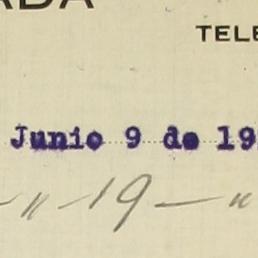 ADA
TELE
Junio 9 de 19
— " — 19 — "